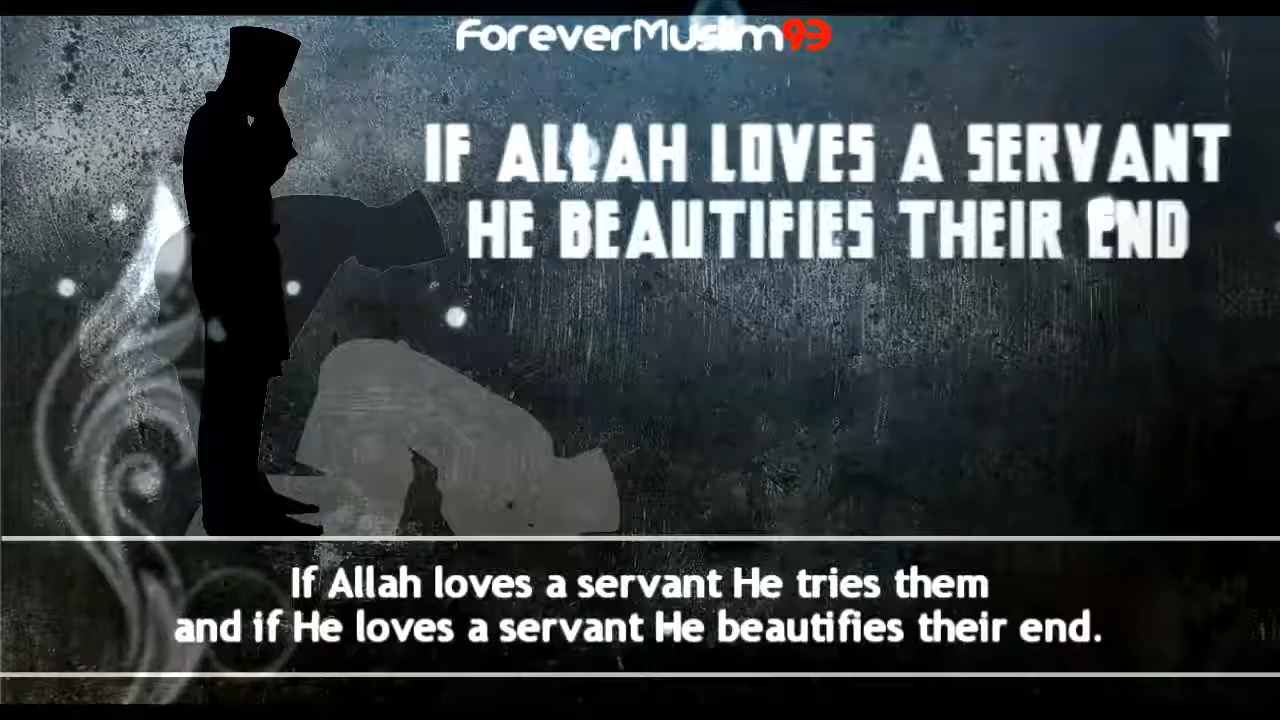 ForeverMuslim93
IF ALLAH LOVES A SERVANT
HE BEAUTIFIES THEIR END
If Allah loves a servant He tries them
and if He loves a servant He beautifies their end.